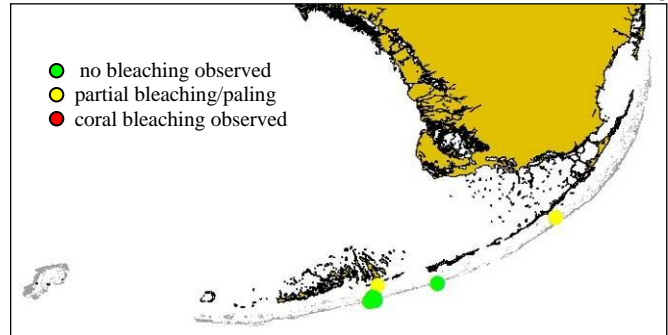 no bleaching observed
partial bleaching/paling
coral bleaching observed